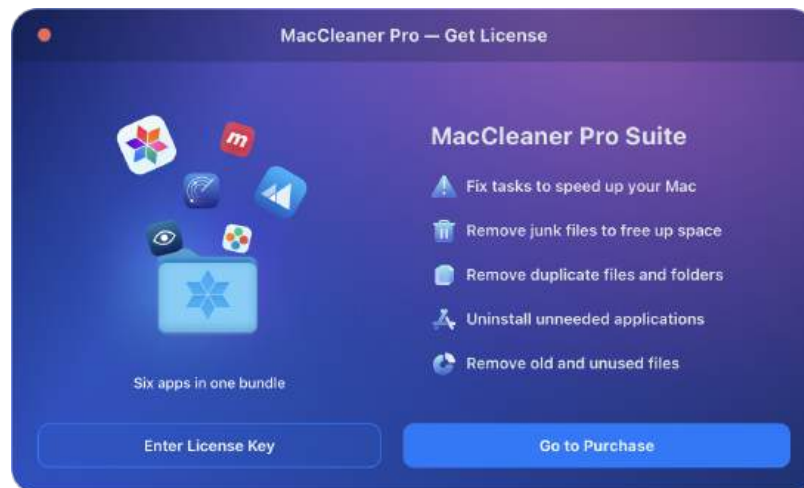 MacCleaner Pro — Get License
m
MacCleaner Pro Suite
Fix tasks to speed up your Mac
Remove junk files to free up space
Remove duplicate files and folders
Uninstall unneeded applications
Remove old and unused files
Six apps in one bundle
Enter License Key
Go to Purchase